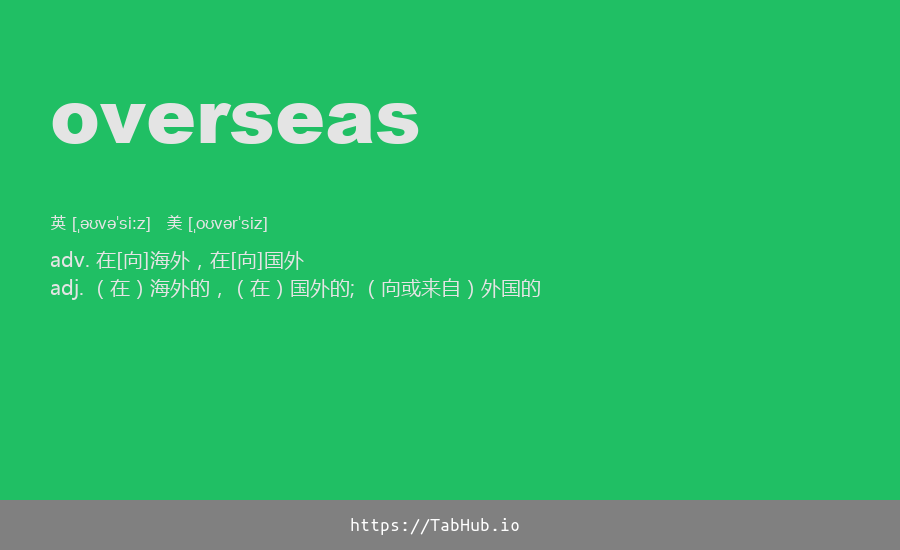 overseas
英 [ˌəʊvəˈsiːz] 美 [ˌoʊvərˈsiz]
adv. 在[向]海外，在[向]国外
adj. （在）海外的，（在）国外的; （向或来自）外国的
https://TabHub.io